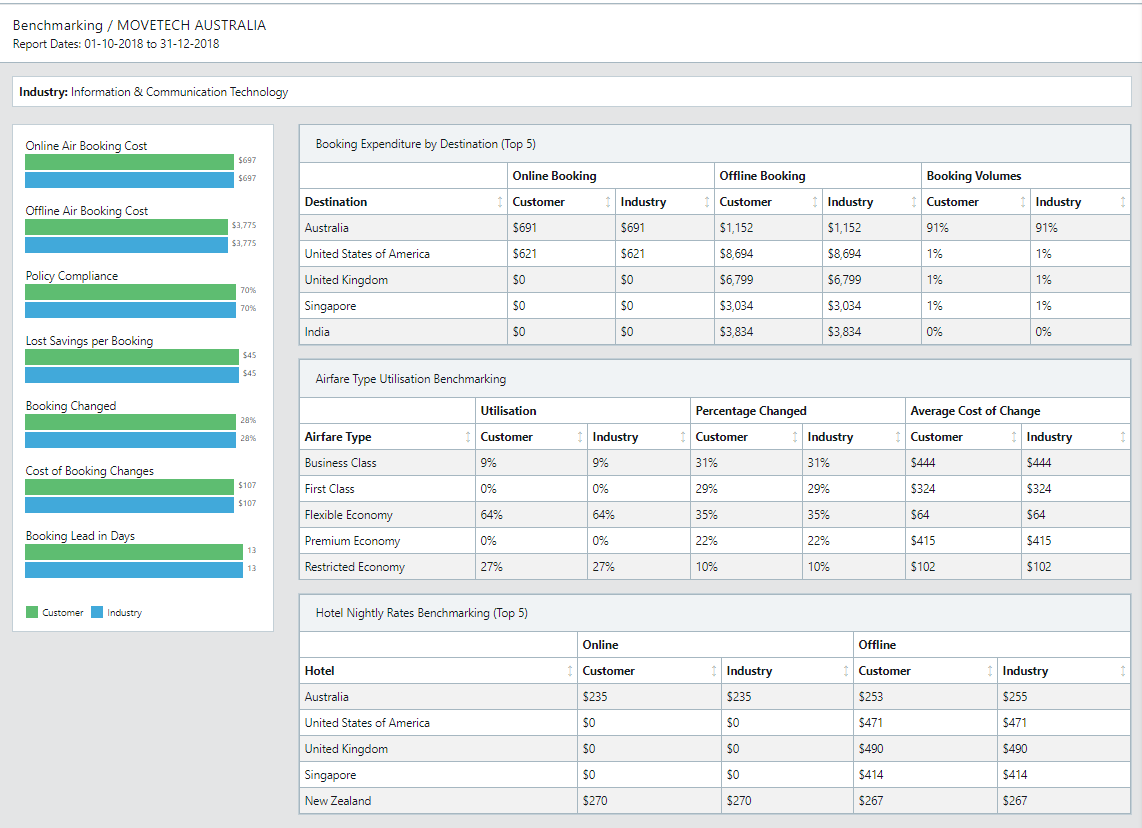 Benchmarking / MOVETECH AUSTRALIA
Report Dates: 01-10-2018 to 31-12-2018
Industry: Information & Communication Technology
Online Air Booking Cost
$697
$697
Offline Air Booking Cost
$3,775
$3,775
Policy Compliance
70%
70%
Lost Savings per Booking
$45
$45
Booking Changed
28%
28%
Cost of Booking Changes
$107
$107
Booking Lead in Days
13
13
Customer Industry
Booking Expenditure by Destination (Top 5)
Online Booking Offline Booking Booking Volumes
Destination Customer Industry Customer Industry Customer Industry
Australia $691 $691 $1,152 $1,152 91% 91%
United States of America $621 $621 $8,694 $8,694 1% 1%
United Kingdom $0 $0 $6,799 $6,799 1% 1%
Singapore $0 $0 $3,034 $3,034 1% 1%
India $0 $0 $3,834 $3,834 0% 0%
Airfare Type Utilisation Benchmarking
Utilisation Percentage Changed Average Cost of Change
Airfare Type Customer Industry Customer Industry Customer Industry
Business Class 9% 9% 31% 31% $444 $444
First Class 0% 0% 29% 29% $324 $324
Flexible Economy 64% 64% 35% 35% $64 $64
Premium Economy 0% 0% 22% 22% $415 $415
Restricted Economy 27% 27% 10% 10% $102 $102
Hotel Nightly Rates Benchmarking (Top 5)
Online Offline
Hotel Customer Industry Customer Industry
Australia $235 $235 $253 $255
United States of America $0 $0 $471 $471
United Kingdom $0 $0 $490 $490
Singapore $0 $0 $414 $414
New Zealand $270 $270 $267 $267